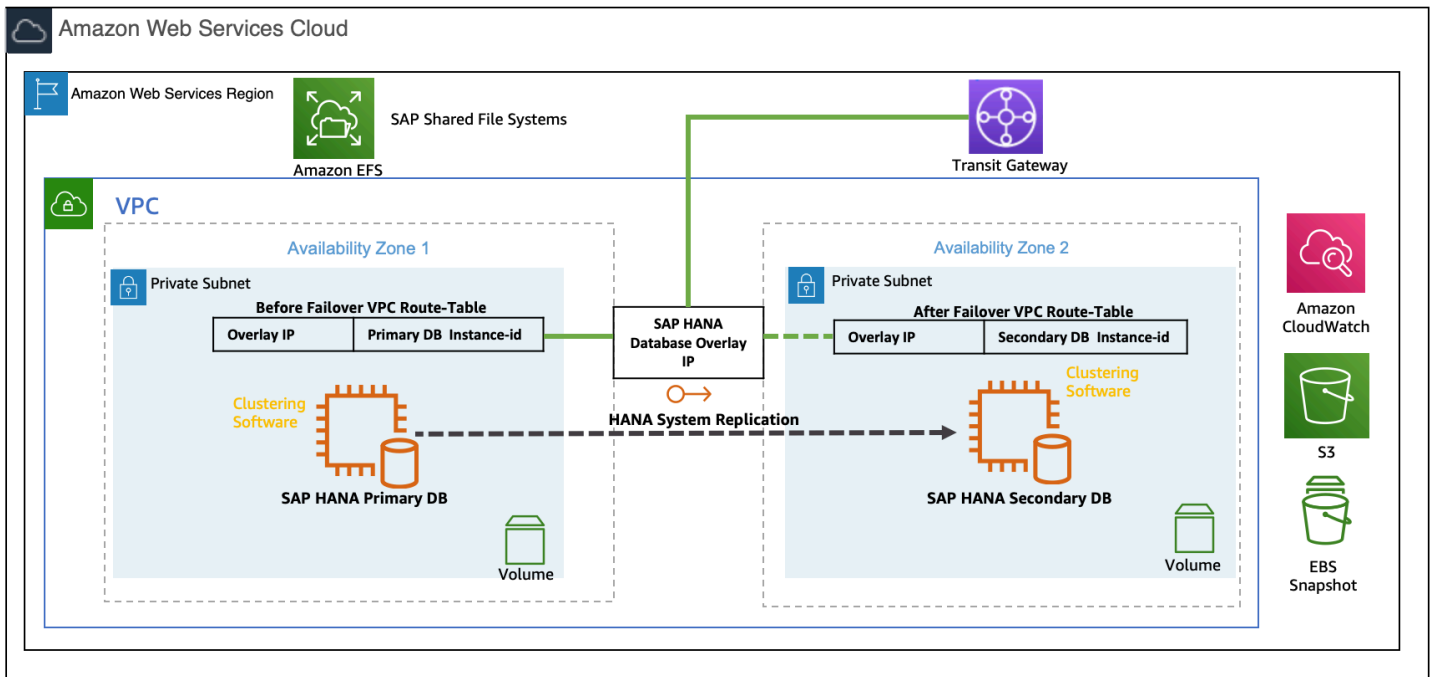 Amazon Web Services Cloud
Amazon Web Services Region
SAP Shared File Systems
Amazon EFS
Transit Gateway
VPC
Availability Zone 1
Private Subnet
Before Failover VPC Route-Table
Overlay IP
Primary DB Instance-id
Clustering
Software
SAP HANA Primary DB
Volume
SAP HANA
Database Overlay
IP
HANA System Replication
Availability Zone 2
Private Subnet
After Failover VPC Route-Table
Overlay IP
Secondary DB Instance-id
Clustering
Software
SAP HANA Secondary DB
Volume
Amazon
CloudWatch
S3
EBS
Snapshot